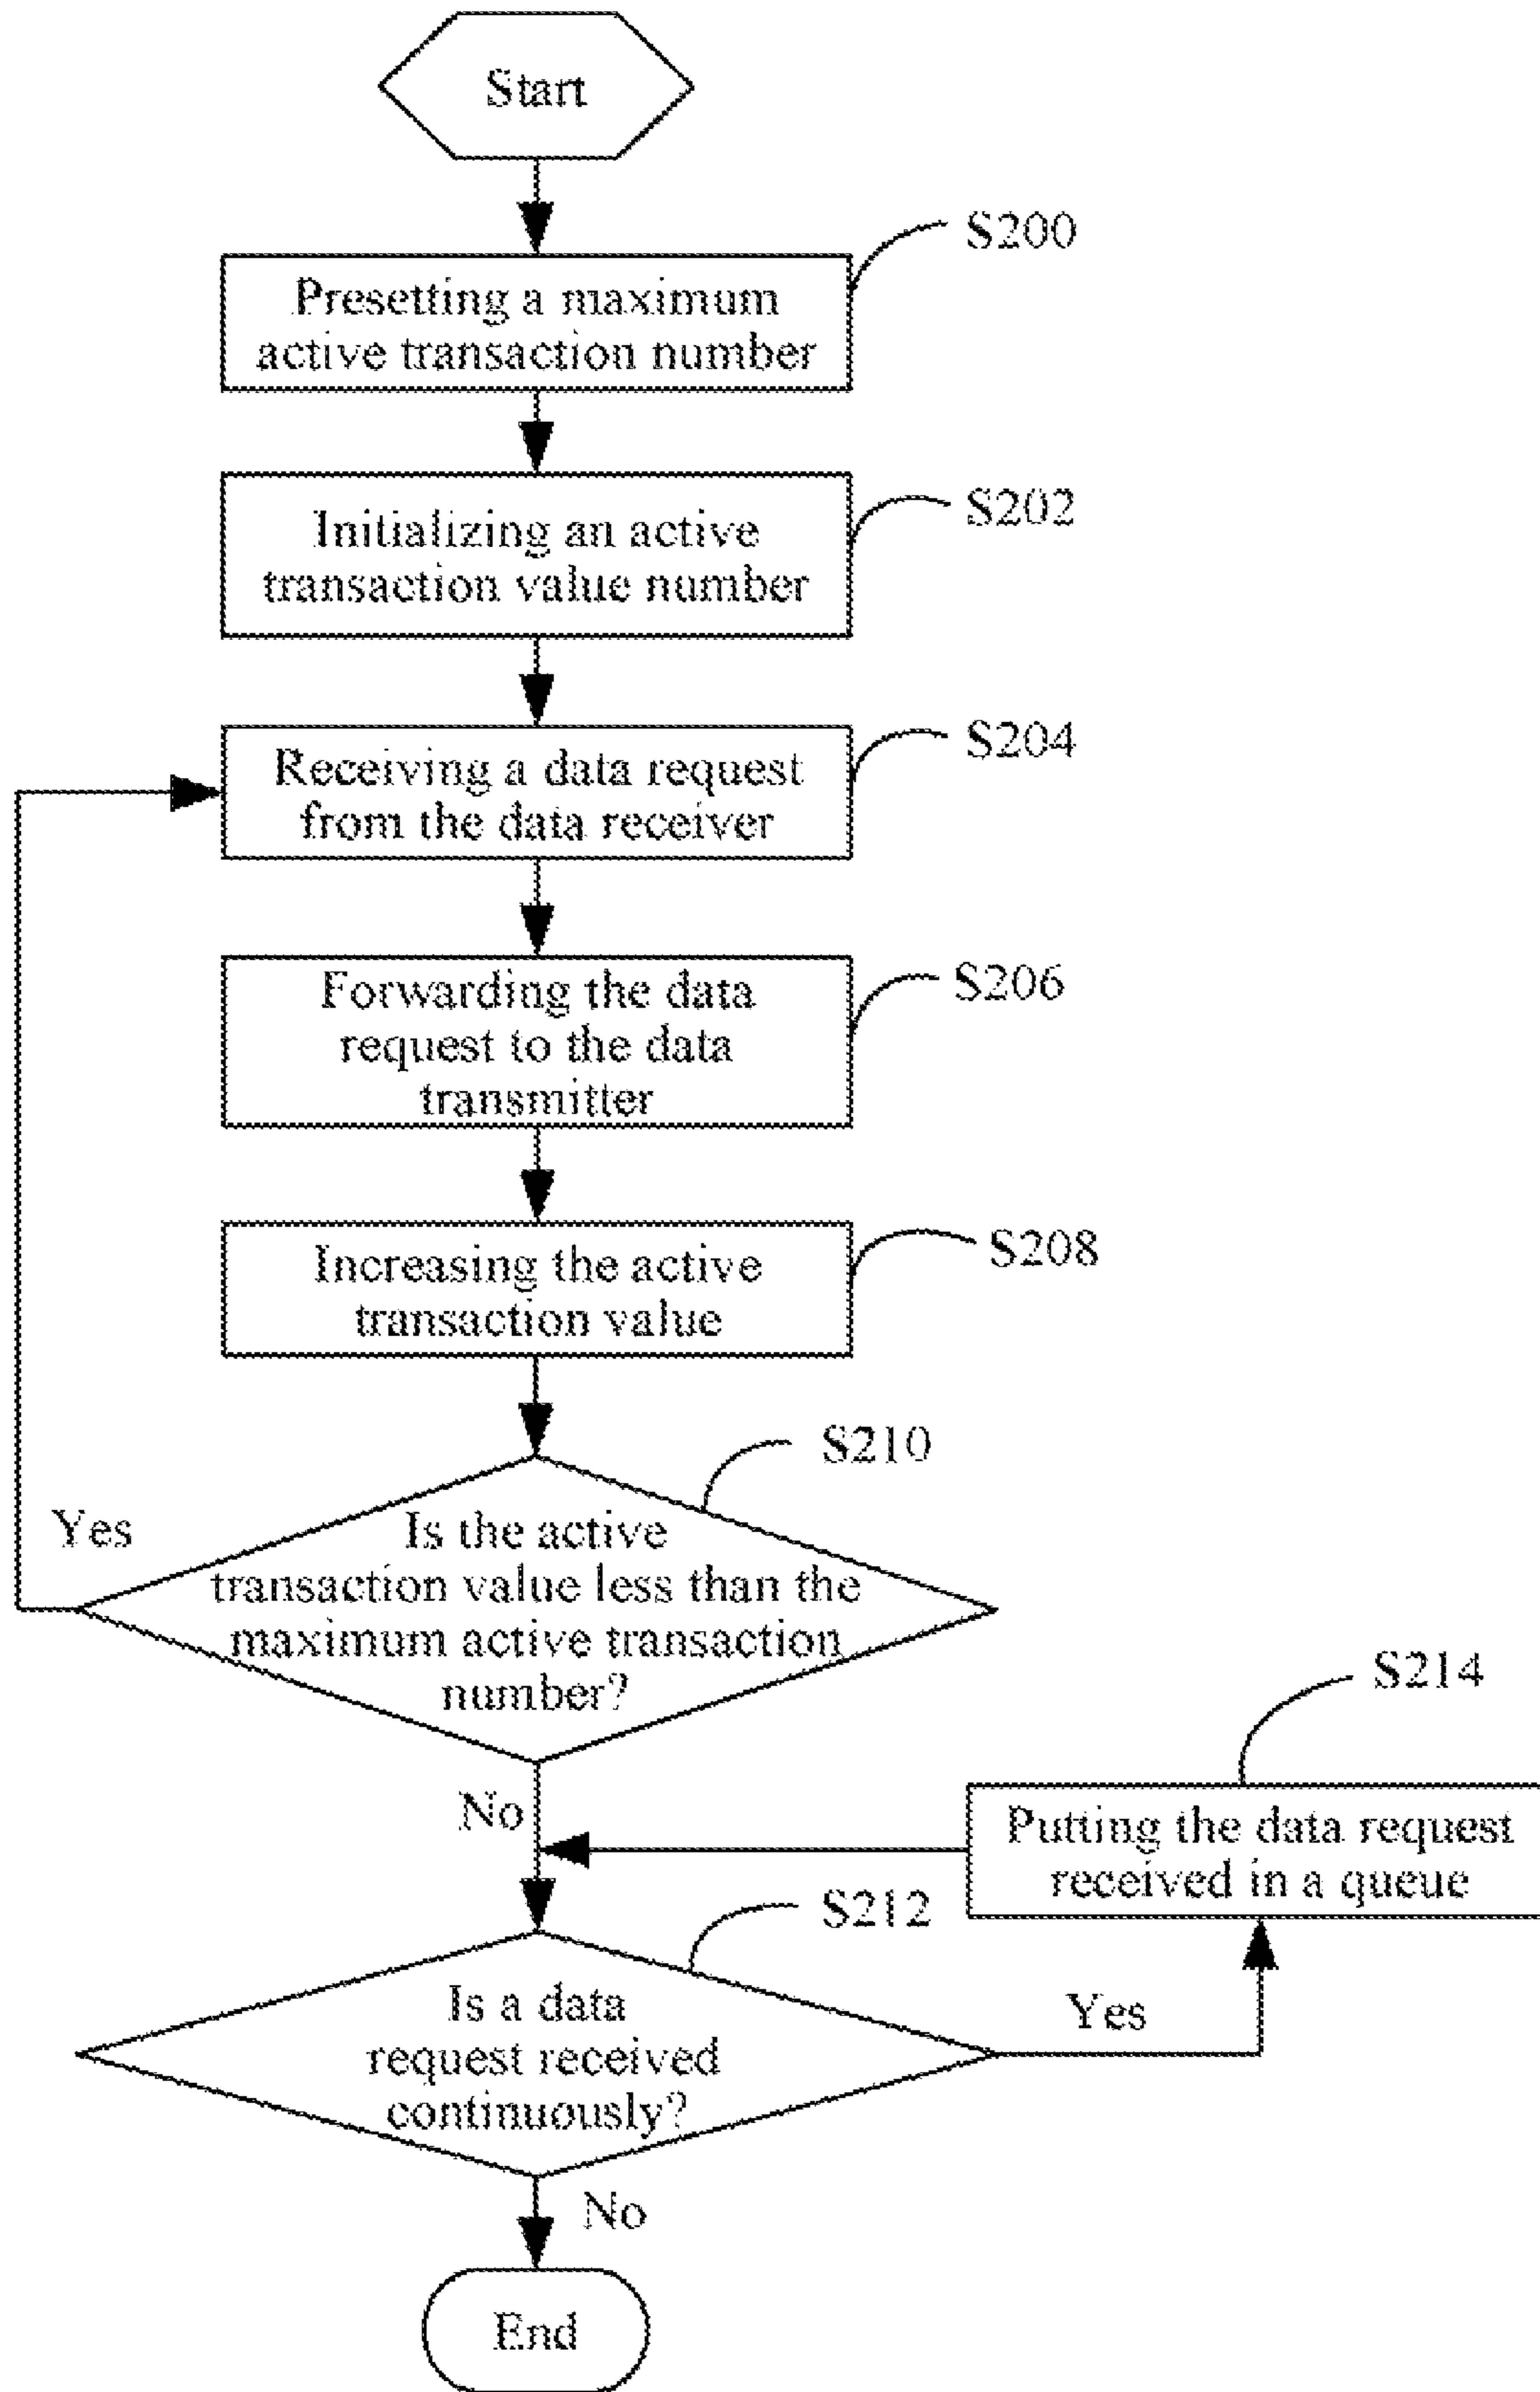 Start
S200
Presetting a maximum
active transaction number
S202
Initializing an active
transaction value number
S204
Receiving a data request
from the data receiver
S206
Forwarding the data
request to the data
transmitter
S208
Increasing the active
transaction value
S210
Yes
Is the active
transaction value less than the
maximum active transaction
number?
S214
No
Putting the data request
received in a queue
S212
Is a data
request received
continuously?
Yes
No
End